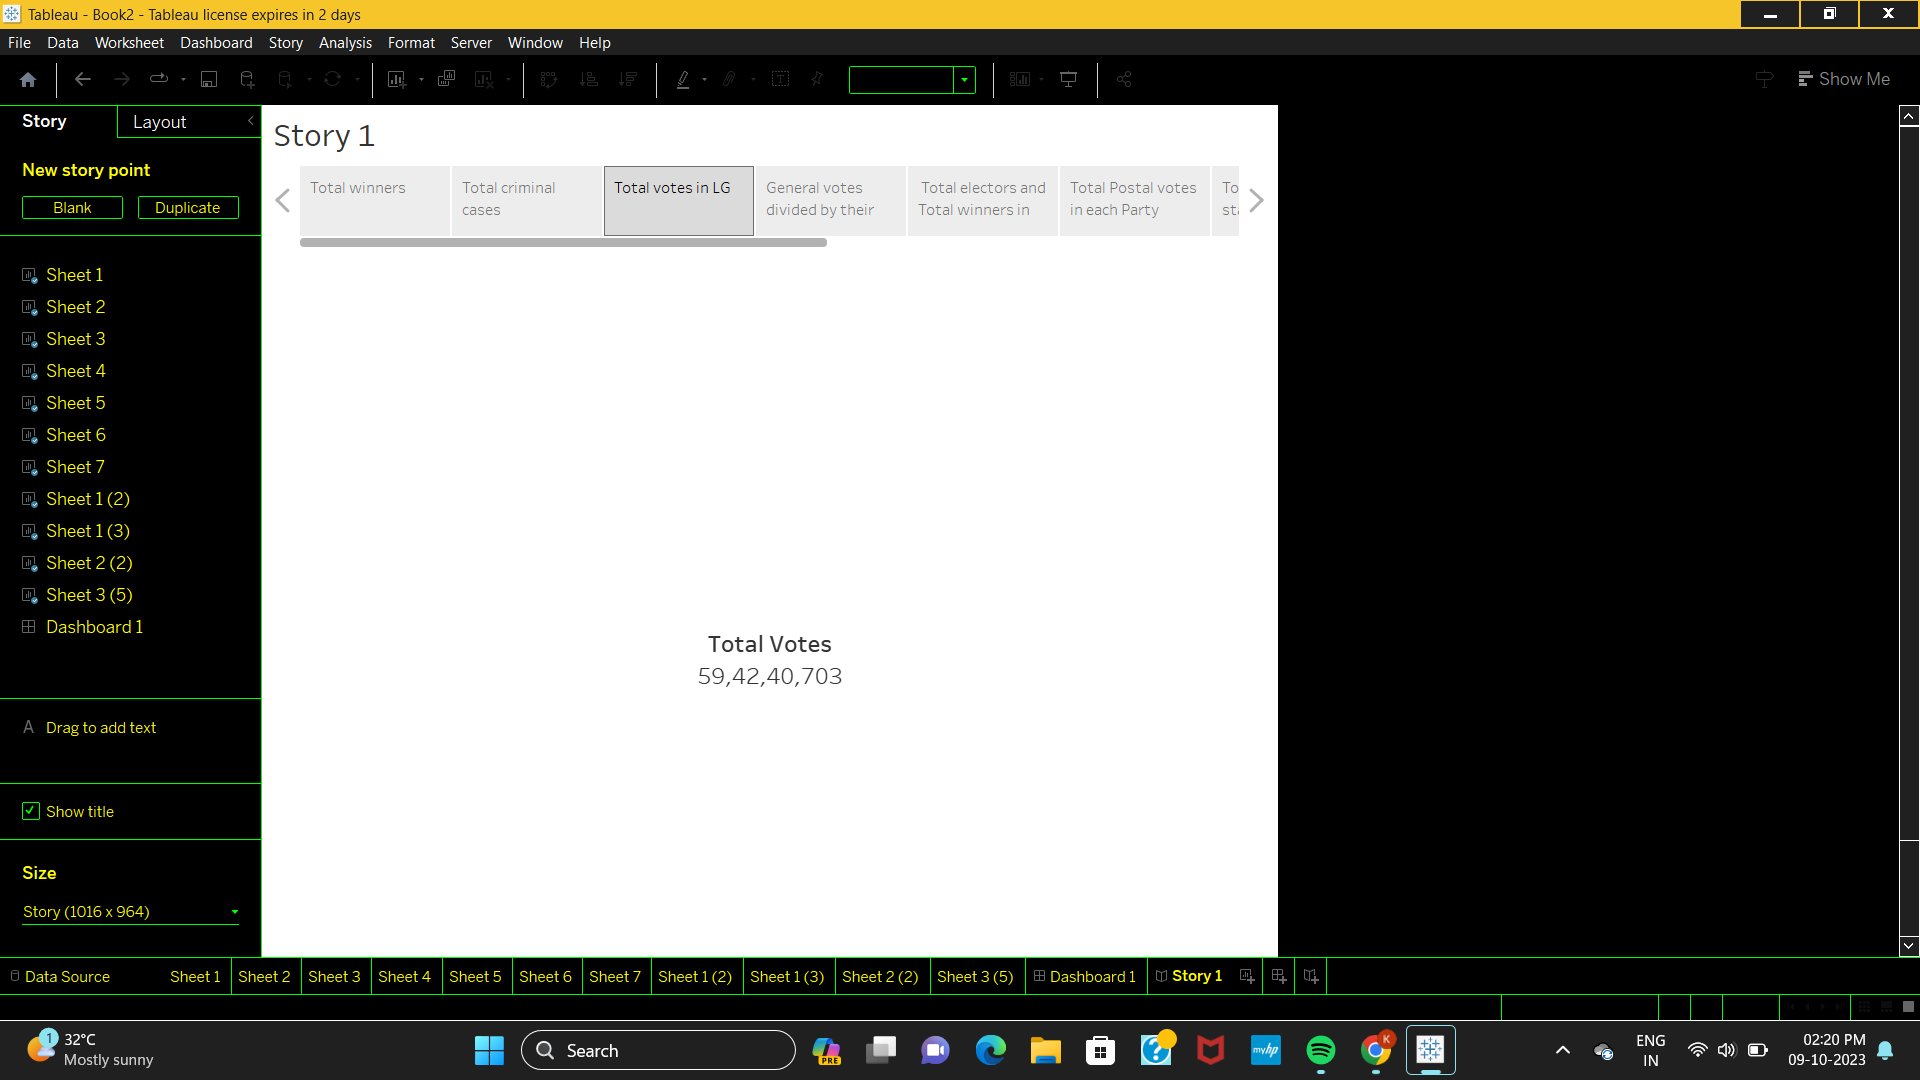 Tableau - Book2 - Tableau license expires in 2 days
File Data Worksheet Dashboard Story Analysis Format Server Window Help
Show Me
Story Layout
New story point
Blank Duplicate
Sheet 1
Sheet 2
Sheet 3
Sheet 4
Sheet 5
Sheet 6
Sheet 7
Sheet 1 (2)
Sheet 1 (3)
Sheet 2 (2)
Sheet 3 (5)
Dashboard 1
A Drag to add text
Show title
Size
Story (1016 x 964)
Story 1
Total winners
Total criminal
cases
Total votes in LG
General votes
divided by their
Total electors and
Total winners in
Total Postal votes
in each Party
To
Total Votes
59,42,40,703
Data Source Sheet 1 Sheet 2 Sheet 3 Sheet 4 Sheet 5 Sheet 6 Sheet 7 Sheet 1 (2) Sheet 1 (3) Sheet 2 (2) Sheet 3 (5) Dashboard 1 Story 1
1
32°C
Mostly sunny
Search
PRE
myhp
K
ENG
IN
02:20 PM
09-10-2023